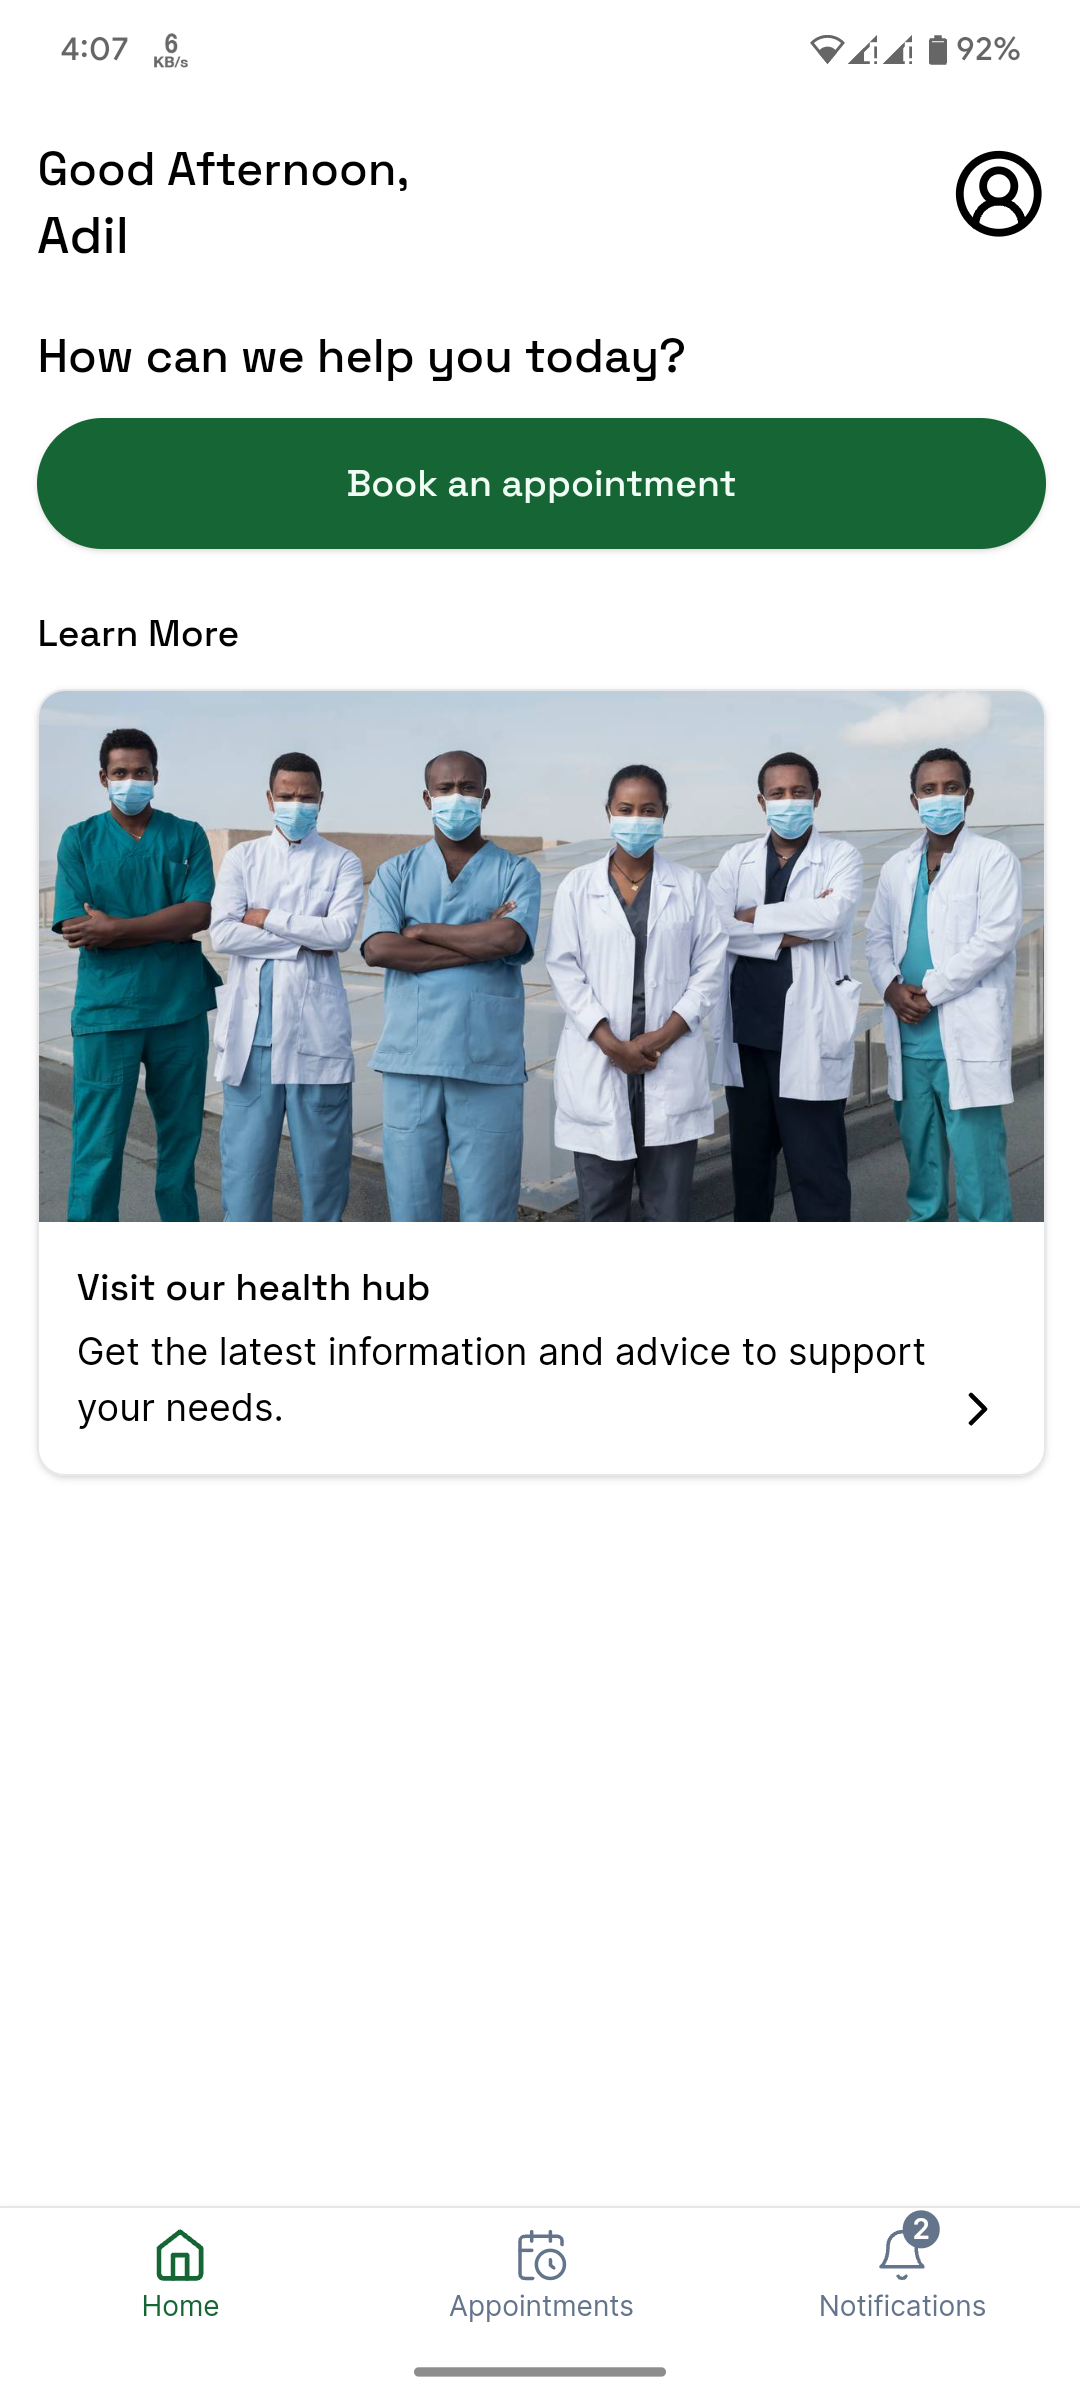 4:07
6
KB/s
92%
Good Afternoon,
Adil
How can we help you today?
Book an appointment
Learn More
Visit our health hub
Get the latest information and advice to support
your needs.
2
Home
Appointments
Notifications